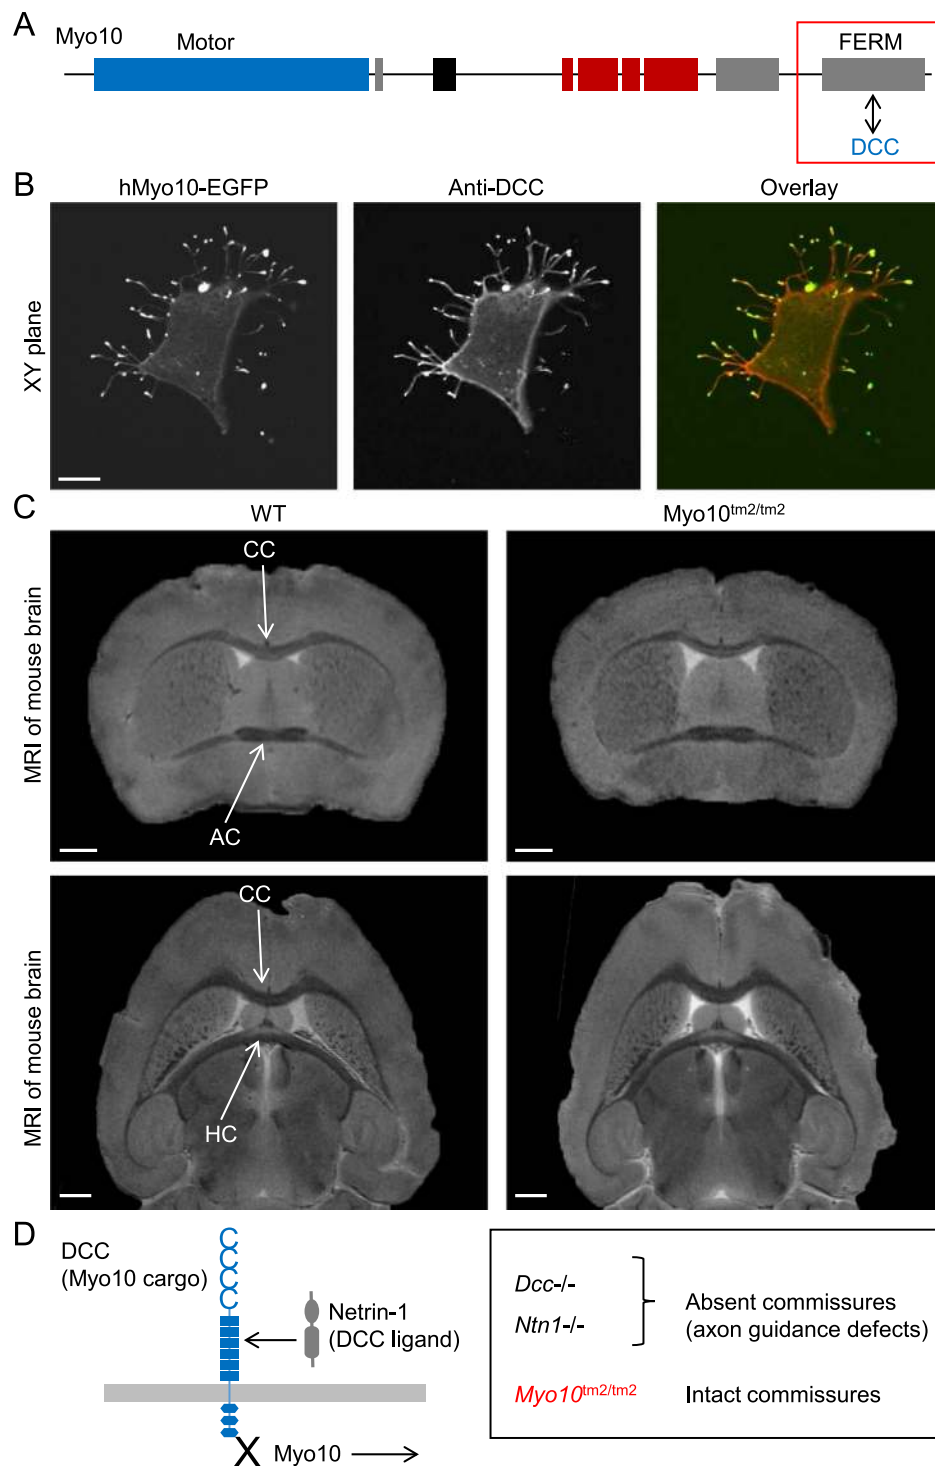 A
Myo10
Motor
FERM
DCC
B
hMyo10-EGFP
Anti-DCC
Overlay
XY plane
C
WT
Myo10tm2/tm2
MRI of mouse brain
CC
AC
MRI of mouse brain
CC
HC
D
DCC
(Myo10 cargo)
C
C
C
C
Netrin-1
(DCC ligand)
X Myo10
Dcc-/-
Ntn1-/-
Absent commissures
(axon guidance defects)
Myo10tm2/tm2
Intact commissures